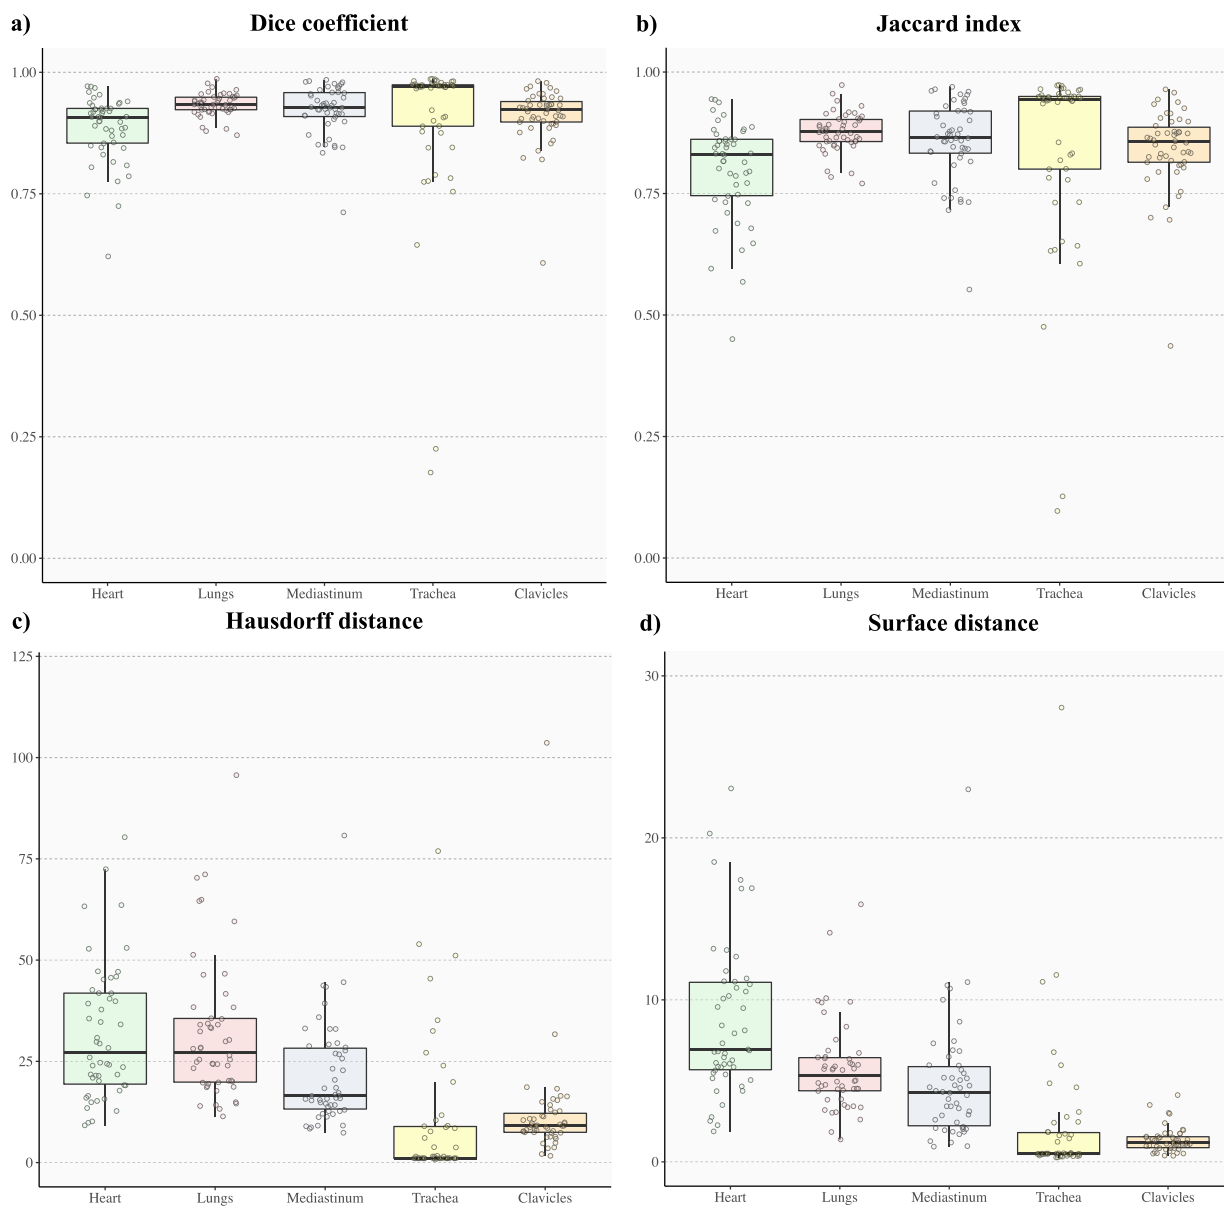 a) Dice coefficient
1.00
0.75
0.50
0.25
0.00
Heart Lungs Mediastinum Trachea Clavicles
b) Jaccard index
1.00
0.75
0.50
0.25
0.00
Heart Lungs Mediastinum Trachea Clavicles
c) Hausdorff distance
125
100
75
50
25
0
Heart Lungs Mediastinum Trachea Clavicles
d) Surface distance
30
20
10
0
Heart Lungs Mediastinum Trachea Clavicles